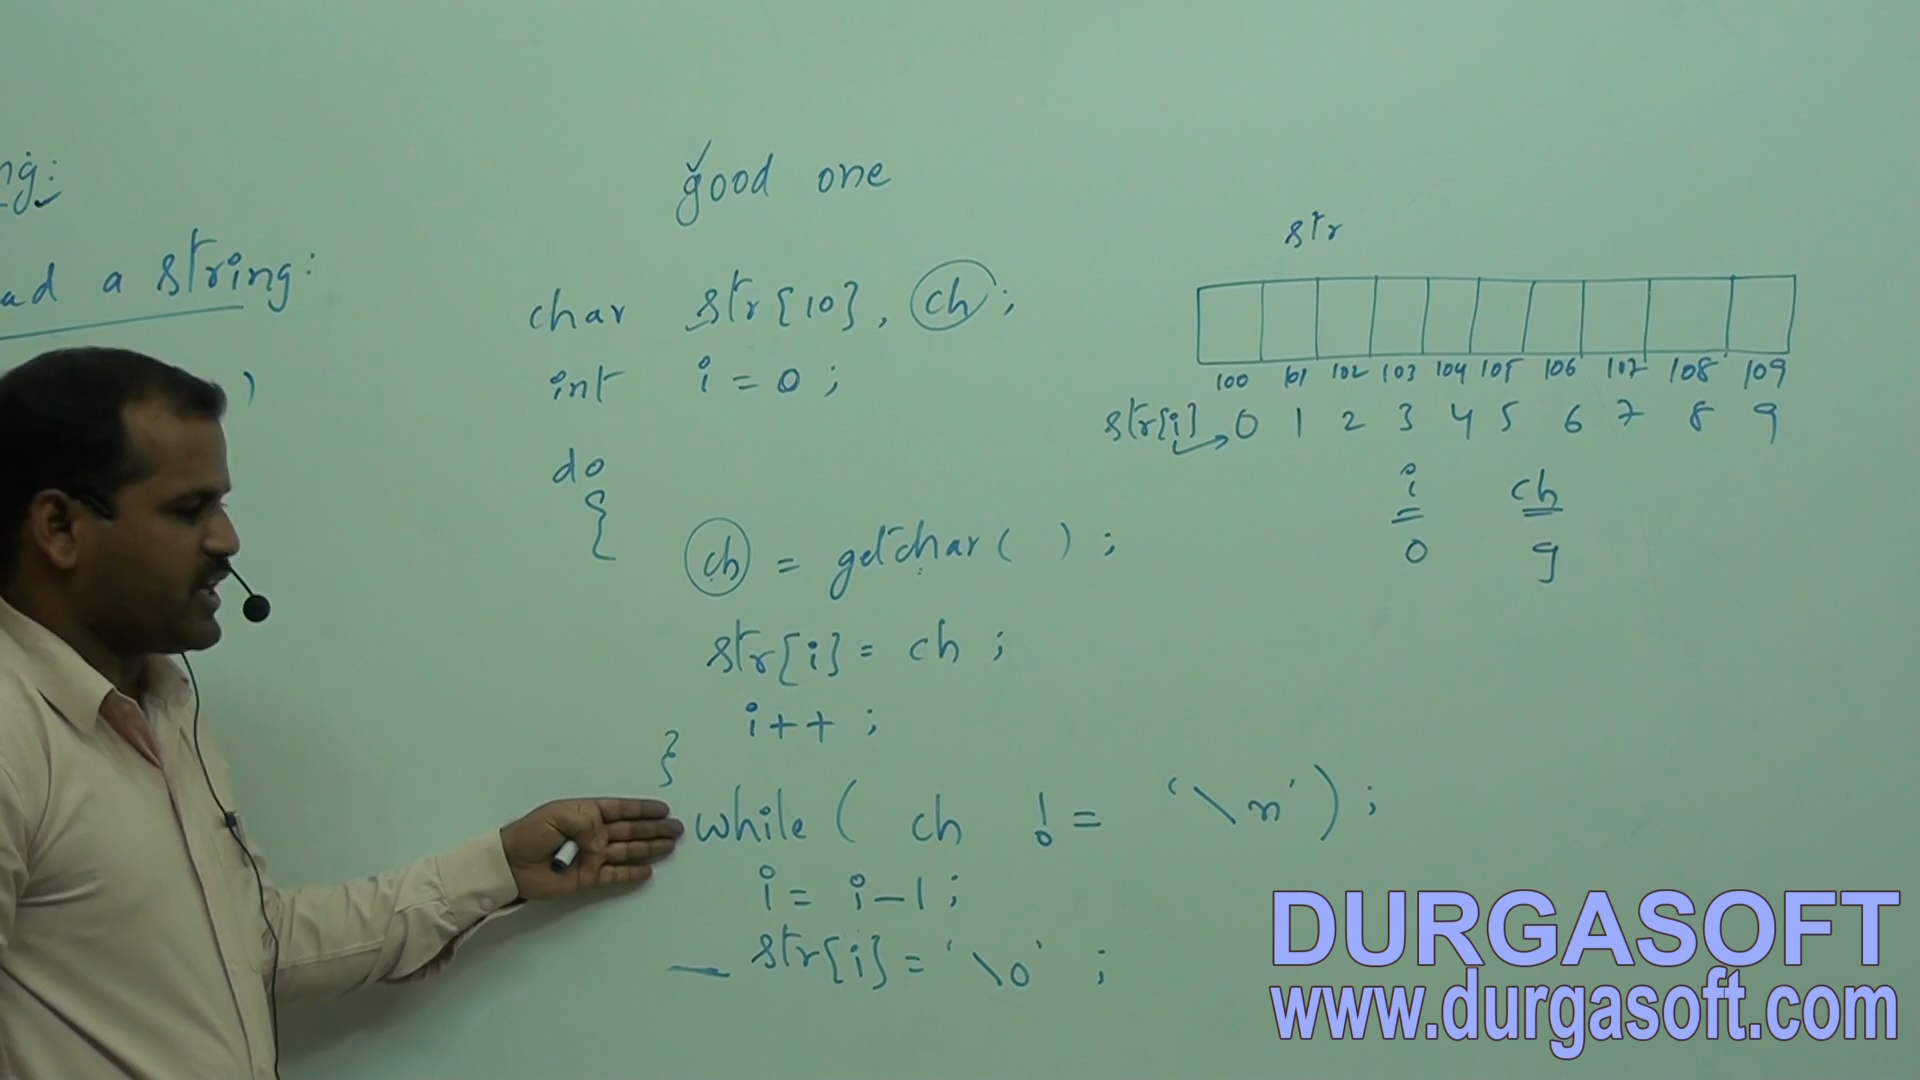 ng:
ad a string:
)
good one
char str[10], ch;
int i = 0;
do
{
ch = getchar( );
str[i] = ch;
i++;
}
while( ch != '\n');
i = i-1;
str[i] = '\0';
str
100 101 102 103 104 105 106 107 108 109
str[i] 0 1 2 3 4 5 6 7 8 9
i ch
0 g
DURGASOFT
www.durgasoft.com